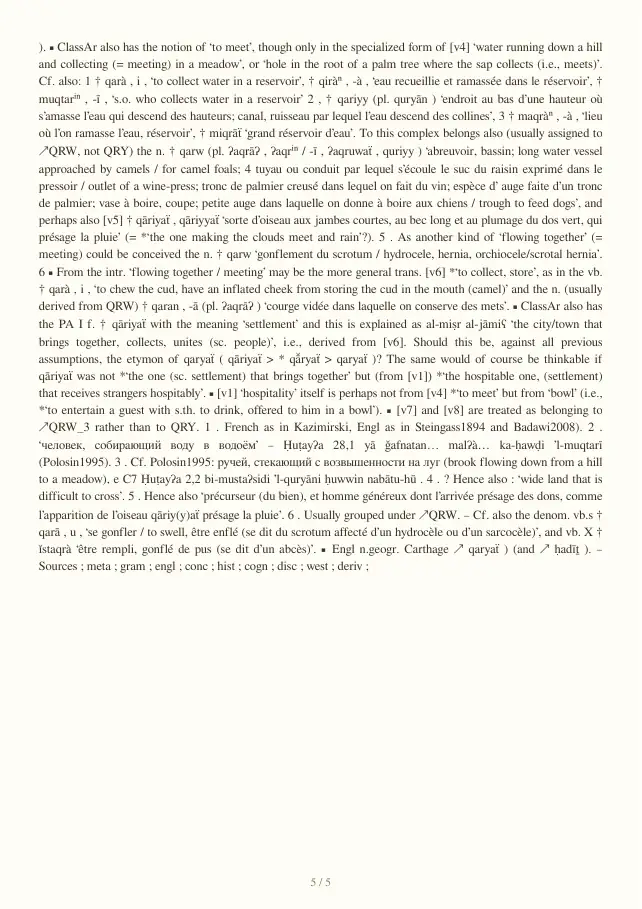 ). ▪ ClassAr also has the notion of ‘to meet’, though only in the specialized form of [v4] ‘water running down a hill
and collecting (= meeting) in a meadow’, or ‘hole in the root of a palm tree where the sap collects (i.e., meets)’.
Cf. also: 1 † qarà , i , ‘to collect water in a reservoir’, † qiràⁿ , -à , ‘eau recueillie et ramassée dans le réservoir’, †
muqtarⁱⁿ , -ī , ‘s.o. who collects water in a reservoir’ 2 , † qariyy (pl. quryān ) ‘endroit au bas d’une hauteur où
s’amasse l’eau qui descend des hauteurs; canal, ruisseau par lequel l’eau descend des collines’, 3 † maqràⁿ , -à , ‘lieu
où l’on ramasse l’eau, réservoir’, † miqrāẗ ‘grand réservoir d’eau’. To this complex belongs also (usually assigned to
↗QRW, not QRY) the n. † qarw (pl. ʔaqrāʔ , ʔaqrⁱⁿ / -ī , ʔaqruwaẗ , quriyy ) ‘abreuvoir, bassin; long water vessel
approached by camels / for camel foals; 4 tuyau ou conduit par lequel s’écoule le suc du raisin exprimé dans le
pressoir / outlet of a wine-press; tronc de palmier creusé dans lequel on fait du vin; espèce d’ auge faite d’un tronc
de palmier; vase à boire, coupe; petite auge dans laquelle on donne à boire aux chiens / trough to feed dogs’, and
perhaps also [v5] † qāriyaẗ , qāriyyaẗ ‘sorte d’oiseau aux jambes courtes, au bec long et au plumage du dos vert, qui
présage la pluie’ (= *‘the one making the clouds meet and rain’?). 5 . As another kind of ‘flowing together’ (=
meeting) could be conceived the n. † qarw ‘gonflement du scrotum / hydrocele, hernia, orchiocele/scrotal hernia’.
6 ▪ From the intr. ‘flowing together / meeting’ may be the more general trans. [v6] *‘to collect, store’, as in the vb.
† qarà , i , ‘to chew the cud, have an inflated cheek from storing the cud in the mouth (camel)’ and the n. (usually
derived from QRW) † qaran , -ā (pl. ʔaqrāʔ ) ‘courge vidée dans laquelle on conserve des mets’. ▪ ClassAr also has
the PA I f. † qāriyaẗ with the meaning ‘settlement’ and this is explained as al-miṣr al-jāmiʕ ‘the city/town that
brings together, collects, unites (sc. people)’, i.e., derived from [v6]. Should this be, against all previous
assumptions, the etymon of qaryaẗ ( qāriyaẗ > * qǟryaẗ > qaryaẗ )? The same would of course be thinkable if
qāriyaẗ was not *‘the one (sc. settlement) that brings together’ but (from [v1]) *‘the hospitable one, (settlement)
that receives strangers hospitably’. ▪ [v1] ‘hospitality’ itself is perhaps not from [v4] *‘to meet’ but from ‘bowl’ (i.e.,
*‘to entertain a guest with s.th. to drink, offered to him in a bowl’). ▪ [v7] and [v8] are treated as belonging to
↗QRW_3 rather than to QRY. 1 . French as in Kazimirski, Engl as in Steingass1894 and Badawi2008). 2 .
‘человек, собирающий воду в водоём’ – Ḥuṭayʔa 28,1 yā ǧafnatan… malʔà… ka-ḥawḍi ’l-muqtarī
(Polosin1995). 3 . Cf. Polosin1995: ручей, стекающий с возвышенности на луг (brook flowing down from a hill
to a meadow), e C7 Ḥuṭayʔa 2,2 bi-mustaʔsidi ’l-quryāni ḥuwwin nabātu-hū . 4 . ? Hence also : ‘wide land that is
difficult to cross’. 5 . Hence also ‘précurseur (du bien), et homme généreux dont l’arrivée présage des dons, comme
l’apparition de l’oiseau qāriy(y)aẗ présage la pluie’. 6 . Usually grouped under ↗QRW. – Cf. also the denom. vb.s †
qarā , u , ‘se gonfler / to swell, être enflé (se dit du scrotum affecté d’un hydrocèle ou d’un sarcocèle)’, and vb. X †
ĭstaqrà ‘être rempli, gonflé de pus (se dit d’un abcès)’. ▪ Engl n.geogr. Carthage ↗ qaryaẗ ) (and ↗ ḥadīṯ ). –
Sources ; meta ; gram ; engl ; conc ; hist ; cogn ; disc ; west ; deriv ;
5 / 5